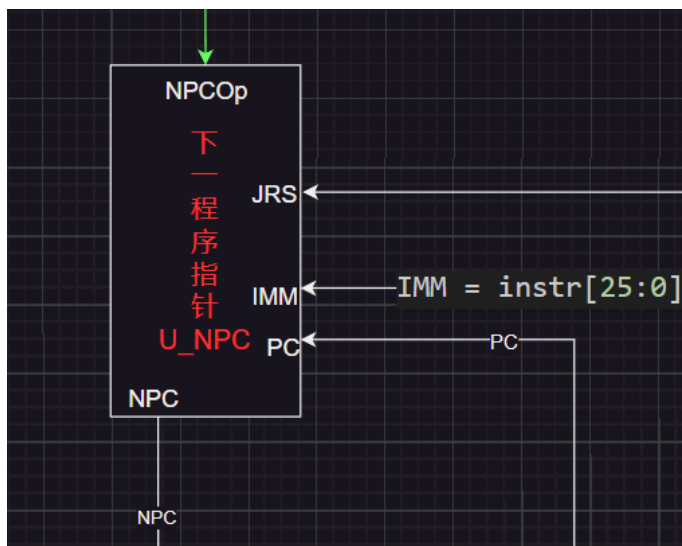 NPCOp
下一程序指针
U_NPC
JRS
IMM
IMM = instr[25:0]
PC
PC
NPC
NPC